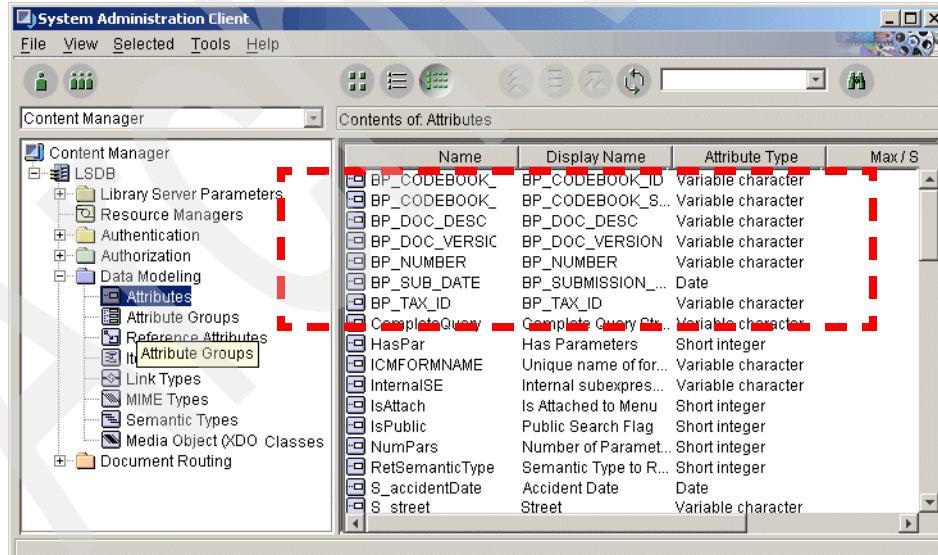 System Administration Client
File View Selected Tools Help
Content Manager
Contents of: Attributes
Content Manager
LSDB
Library Server Parameters
Resource Managers
Authentication
Authorization
Data Modeling
Attributes
Attribute Groups
Reference Attributes
Attribute Groups
Link Types
MIME Types
Semantic Types
Media Object (XDO Classes
Document Routing
Name Display Name Attribute Type Max / S
BP_CODEBOOK_ BP_CODEBOOK_ID Variable character
BP_CODEBOOK_ BP_CODEBOOK_S... Variable character
BP_DOC_DESC BP_DOC_DESC Variable character
BP_DOC_VERSIC BP_DOC_VERSION Variable character
BP_NUMBER BP_NUMBER Variable character
BP_SUB_DATE BP_SUBMISSION_... Date
BP_TAX_ID BP_TAX_ID Variable character
CompleteQuery Complete Query Str... Variable character
HasPar Has Parameters Short integer
ICMFORMNAME Unique name of for... Variable character
InternalSE Internal subexpres... Variable character
IsAttach Is Attached to Menu Short integer
IsPublic Public Search Flag Short integer
NumPars Number of Paramet... Short integer
RetSemanticType Semantic Type to R... Short integer
S_accidentDate Accident Date Date
S_street Street Variable character